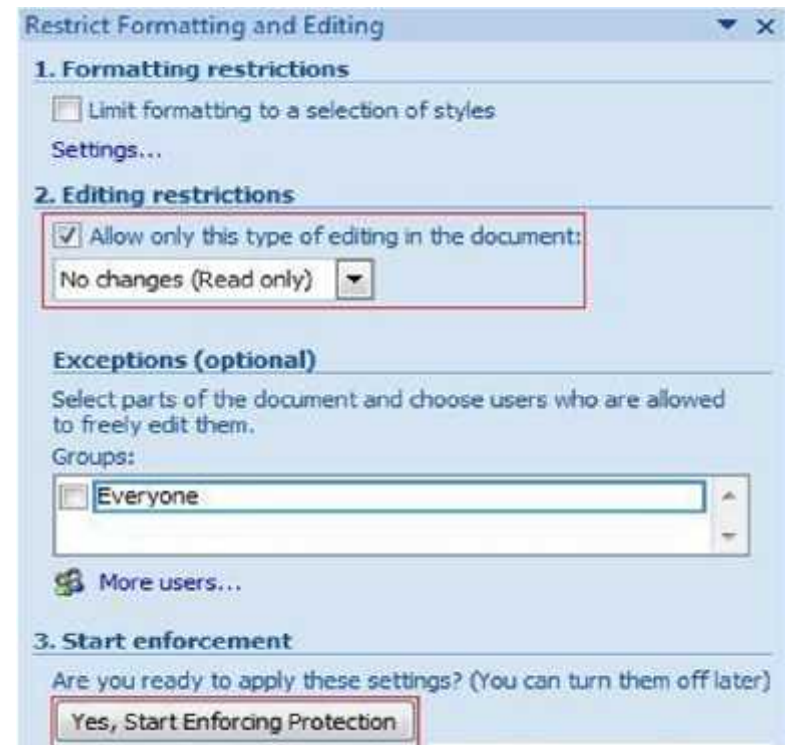 Restrict Formatting and Editing
1. Formatting restrictions
Limit formatting to a selection of styles
Settings...
2. Editing restrictions
Allow only this type of editing in the document:
No changes (Read only)
Exceptions (optional)
Select parts of the document and choose users who are allowed
to freely edit them.
Groups:
Everyone
More users...
3. Start enforcement
Are you ready to apply these settings? (You can turn them off later)
Yes, Start Enforcing Protection